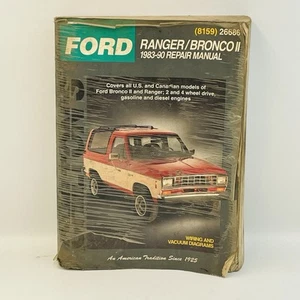 (8159) 26686
FORD
RANGER/BRONCO II
1983-90 REPAIR MANUAL
Covers all U.S. and Canadian models of
Ford Bronco II and Ranger; 2 and 4 wheel drive,
gasoline and diesel engines
WIRING AND
VACUUM DIAGRAMS
An American Tradition Since 1925